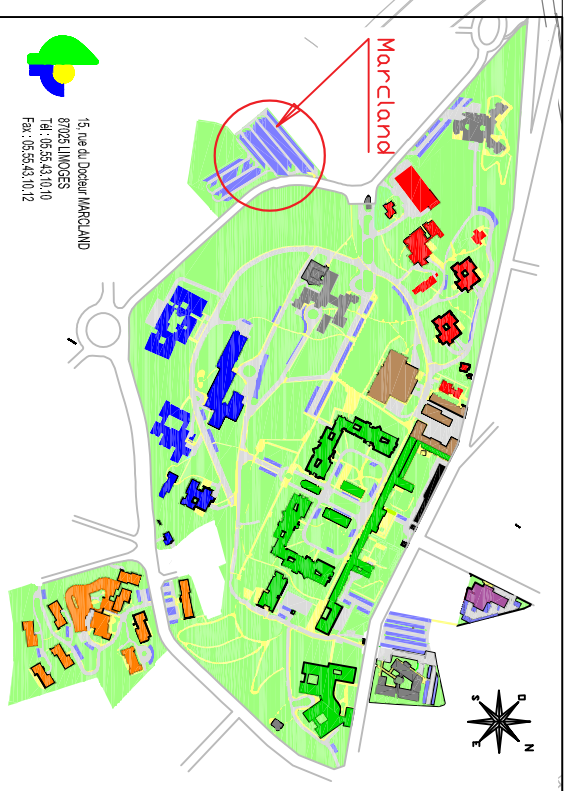 Marcland
15, rue du Docteur MARCLAND
87025 LIMOGES
Tél : 05.55.43.10.10
Fax : 05.55.43.10.12
N
O
E
S